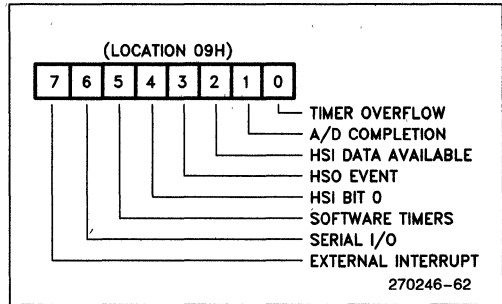 (LOCATION 09H)
7 6 5 4 3 2 1 0
TIMER OVERFLOW
A/D COMPLETION
HSI DATA AVAILABLE
HSO EVENT
HSI BIT 0
SOFTWARE TIMERS
SERIAL I/O
EXTERNAL INTERRUPT
270246-62